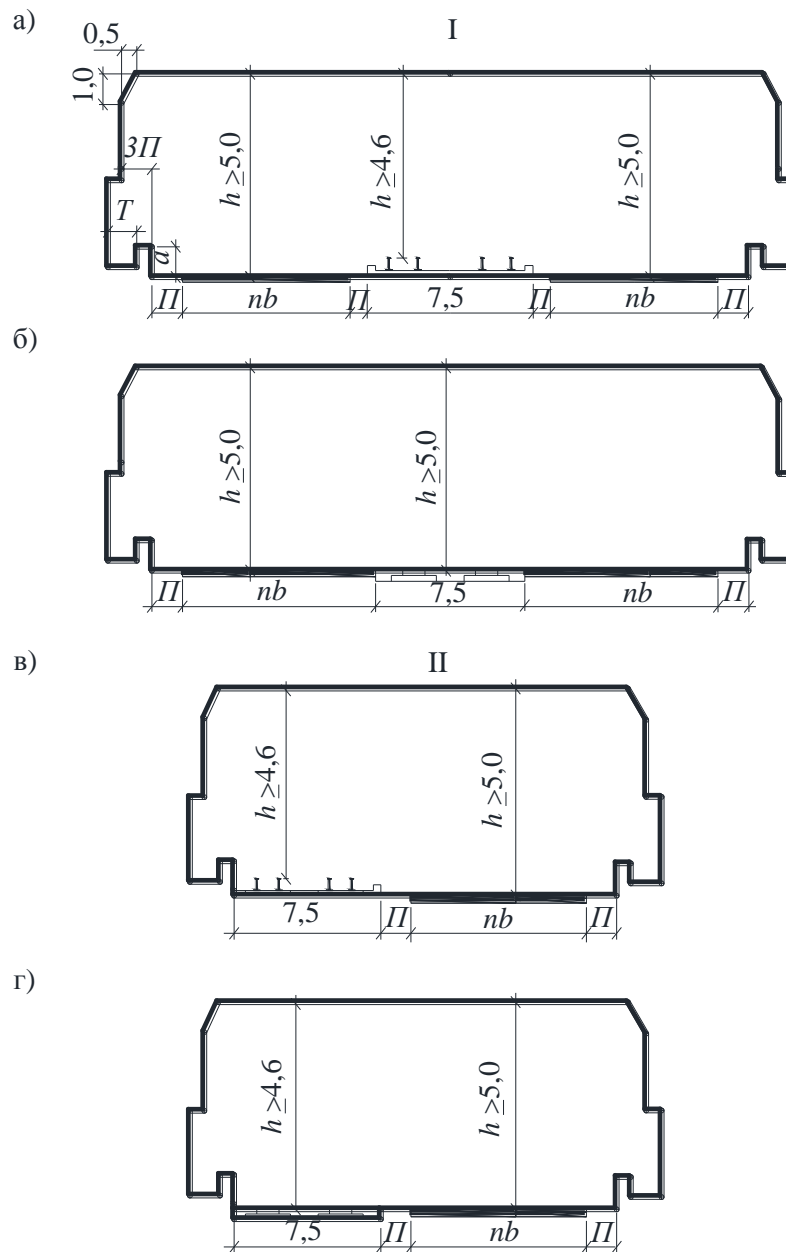 а)
I
0,5
1,0
3П
T
a
h ≥5,0
h ≥4,6
h ≥5,0
П nb П 7,5 П nb П
б)
h ≥5,0
h ≥5,0
П nb 7,5 nb П
в)
II
h ≥4,6
h ≥5,0
7,5 П nb П
г)
h ≥4,6
h ≥5,0
7,5 П nb П